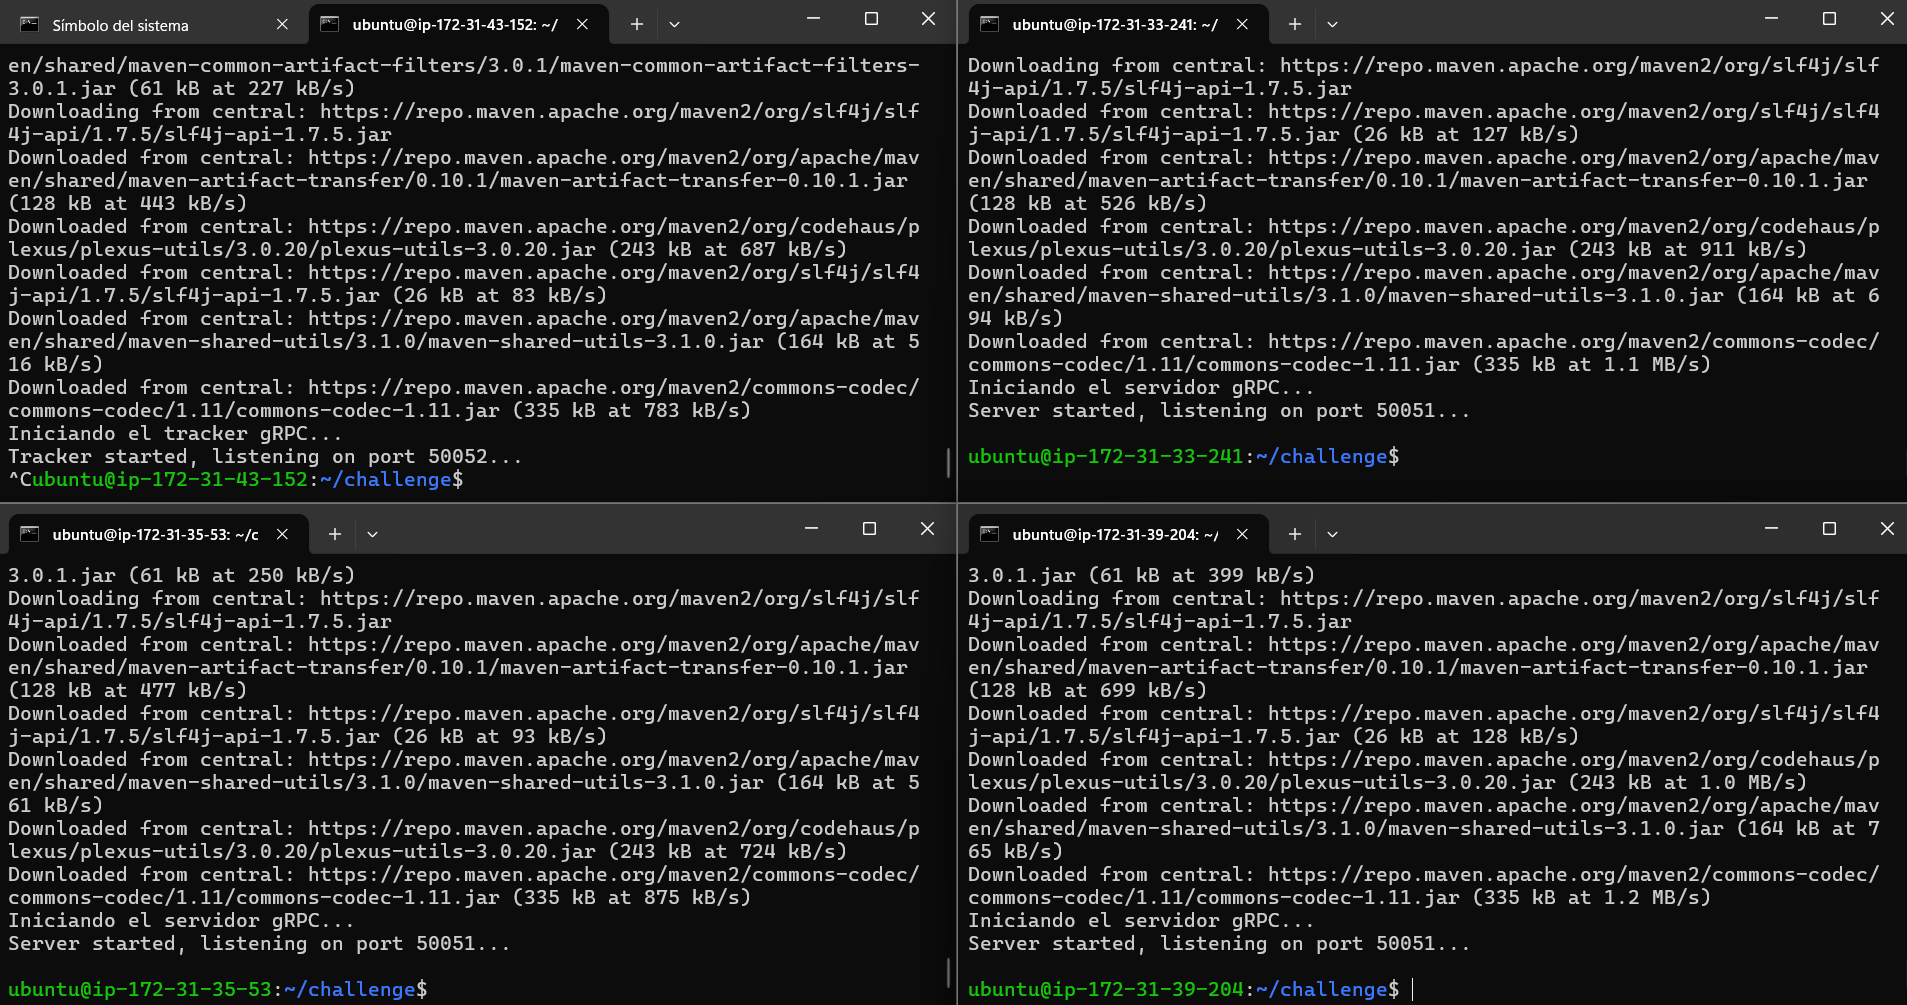 Símbolo del sistema
ubuntu@ip-172-31-43-152: ~/
en/shared/maven-common-artifact-filters/3.0.1/maven-common-artifact-filters-
3.0.1.jar (61 kB at 227 kB/s)
Downloading from central: https://repo.maven.apache.org/maven2/org/slf4j/slf
4j-api/1.7.5/slf4j-api-1.7.5.jar
Downloaded from central: https://repo.maven.apache.org/maven2/org/apache/mav
en/shared/maven-artifact-transfer/0.10.1/maven-artifact-transfer-0.10.1.jar
(128 kB at 443 kB/s)
Downloaded from central: https://repo.maven.apache.org/maven2/org/codehaus/p
lexus/plexus-utils/3.0.20/plexus-utils-3.0.20.jar (243 kB at 687 kB/s)
Downloaded from central: https://repo.maven.apache.org/maven2/org/slf4j/slf4
j-api/1.7.5/slf4j-api-1.7.5.jar (26 kB at 83 kB/s)
Downloaded from central: https://repo.maven.apache.org/maven2/org/apache/mav
en/shared/maven-shared-utils/3.1.0/maven-shared-utils-3.1.0.jar (164 kB at 5
16 kB/s)
Downloaded from central: https://repo.maven.apache.org/maven2/commons-codec/
commons-codec/1.11/commons-codec-1.11.jar (335 kB at 783 kB/s)
Iniciando el tracker gRPC...
Tracker started, listening on port 50052...
^Cubuntu@ip-172-31-43-152:~/challenge$
ubuntu@ip-172-31-33-241: ~/
Downloading from central: https://repo.maven.apache.org/maven2/org/slf4j/slf
4j-api/1.7.5/slf4j-api-1.7.5.jar
Downloaded from central: https://repo.maven.apache.org/maven2/org/slf4j/slf4
j-api/1.7.5/slf4j-api-1.7.5.jar (26 kB at 127 kB/s)
Downloaded from central: https://repo.maven.apache.org/maven2/org/apache/mav
en/shared/maven-artifact-transfer/0.10.1/maven-artifact-transfer-0.10.1.jar
(128 kB at 526 kB/s)
Downloaded from central: https://repo.maven.apache.org/maven2/org/codehaus/p
lexus/plexus-utils/3.0.20/plexus-utils-3.0.20.jar (243 kB at 911 kB/s)
Downloaded from central: https://repo.maven.apache.org/maven2/org/apache/mav
en/shared/maven-shared-utils/3.1.0/maven-shared-utils-3.1.0.jar (164 kB at 6
94 kB/s)
Downloaded from central: https://repo.maven.apache.org/maven2/commons-codec/
commons-codec/1.11/commons-codec-1.11.jar (335 kB at 1.1 MB/s)
Iniciando el servidor gRPC...
Server started, listening on port 50051...
ubuntu@ip-172-31-33-241:~/challenge$
ubuntu@ip-172-31-35-53: ~/c
3.0.1.jar (61 kB at 250 kB/s)
Downloading from central: https://repo.maven.apache.org/maven2/org/slf4j/slf
4j-api/1.7.5/slf4j-api-1.7.5.jar
Downloaded from central: https://repo.maven.apache.org/maven2/org/apache/mav
en/shared/maven-artifact-transfer/0.10.1/maven-artifact-transfer-0.10.1.jar
(128 kB at 477 kB/s)
Downloaded from central: https://repo.maven.apache.org/maven2/org/slf4j/slf4
j-api/1.7.5/slf4j-api-1.7.5.jar (26 kB at 93 kB/s)
Downloaded from central: https://repo.maven.apache.org/maven2/org/apache/mav
en/shared/maven-shared-utils/3.1.0/maven-shared-utils-3.1.0.jar (164 kB at 5
61 kB/s)
Downloaded from central: https://repo.maven.apache.org/maven2/org/codehaus/p
lexus/plexus-utils/3.0.20/plexus-utils-3.0.20.jar (243 kB at 724 kB/s)
Downloaded from central: https://repo.maven.apache.org/maven2/commons-codec/
commons-codec/1.11/commons-codec-1.11.jar (335 kB at 875 kB/s)
Iniciando el servidor gRPC...
Server started, listening on port 50051...
ubuntu@ip-172-31-35-53:~/challenge$
ubuntu@ip-172-31-39-204: ~/
3.0.1.jar (61 kB at 399 kB/s)
Downloading from central: https://repo.maven.apache.org/maven2/org/slf4j/slf
4j-api/1.7.5/slf4j-api-1.7.5.jar
Downloaded from central: https://repo.maven.apache.org/maven2/org/apache/mav
en/shared/maven-artifact-transfer/0.10.1/maven-artifact-transfer-0.10.1.jar
(128 kB at 699 kB/s)
Downloaded from central: https://repo.maven.apache.org/maven2/org/slf4j/slf4
j-api/1.7.5/slf4j-api-1.7.5.jar (26 kB at 128 kB/s)
Downloaded from central: https://repo.maven.apache.org/maven2/org/codehaus/p
lexus/plexus-utils/3.0.20/plexus-utils-3.0.20.jar (243 kB at 1.0 MB/s)
Downloaded from central: https://repo.maven.apache.org/maven2/org/apache/mav
en/shared/maven-shared-utils/3.1.0/maven-shared-utils-3.1.0.jar (164 kB at 7
65 kB/s)
Downloaded from central: https://repo.maven.apache.org/maven2/commons-codec/
commons-codec/1.11/commons-codec-1.11.jar (335 kB at 1.2 MB/s)
Iniciando el servidor gRPC...
Server started, listening on port 50051...
ubuntu@ip-172-31-39-204:~/challenge$